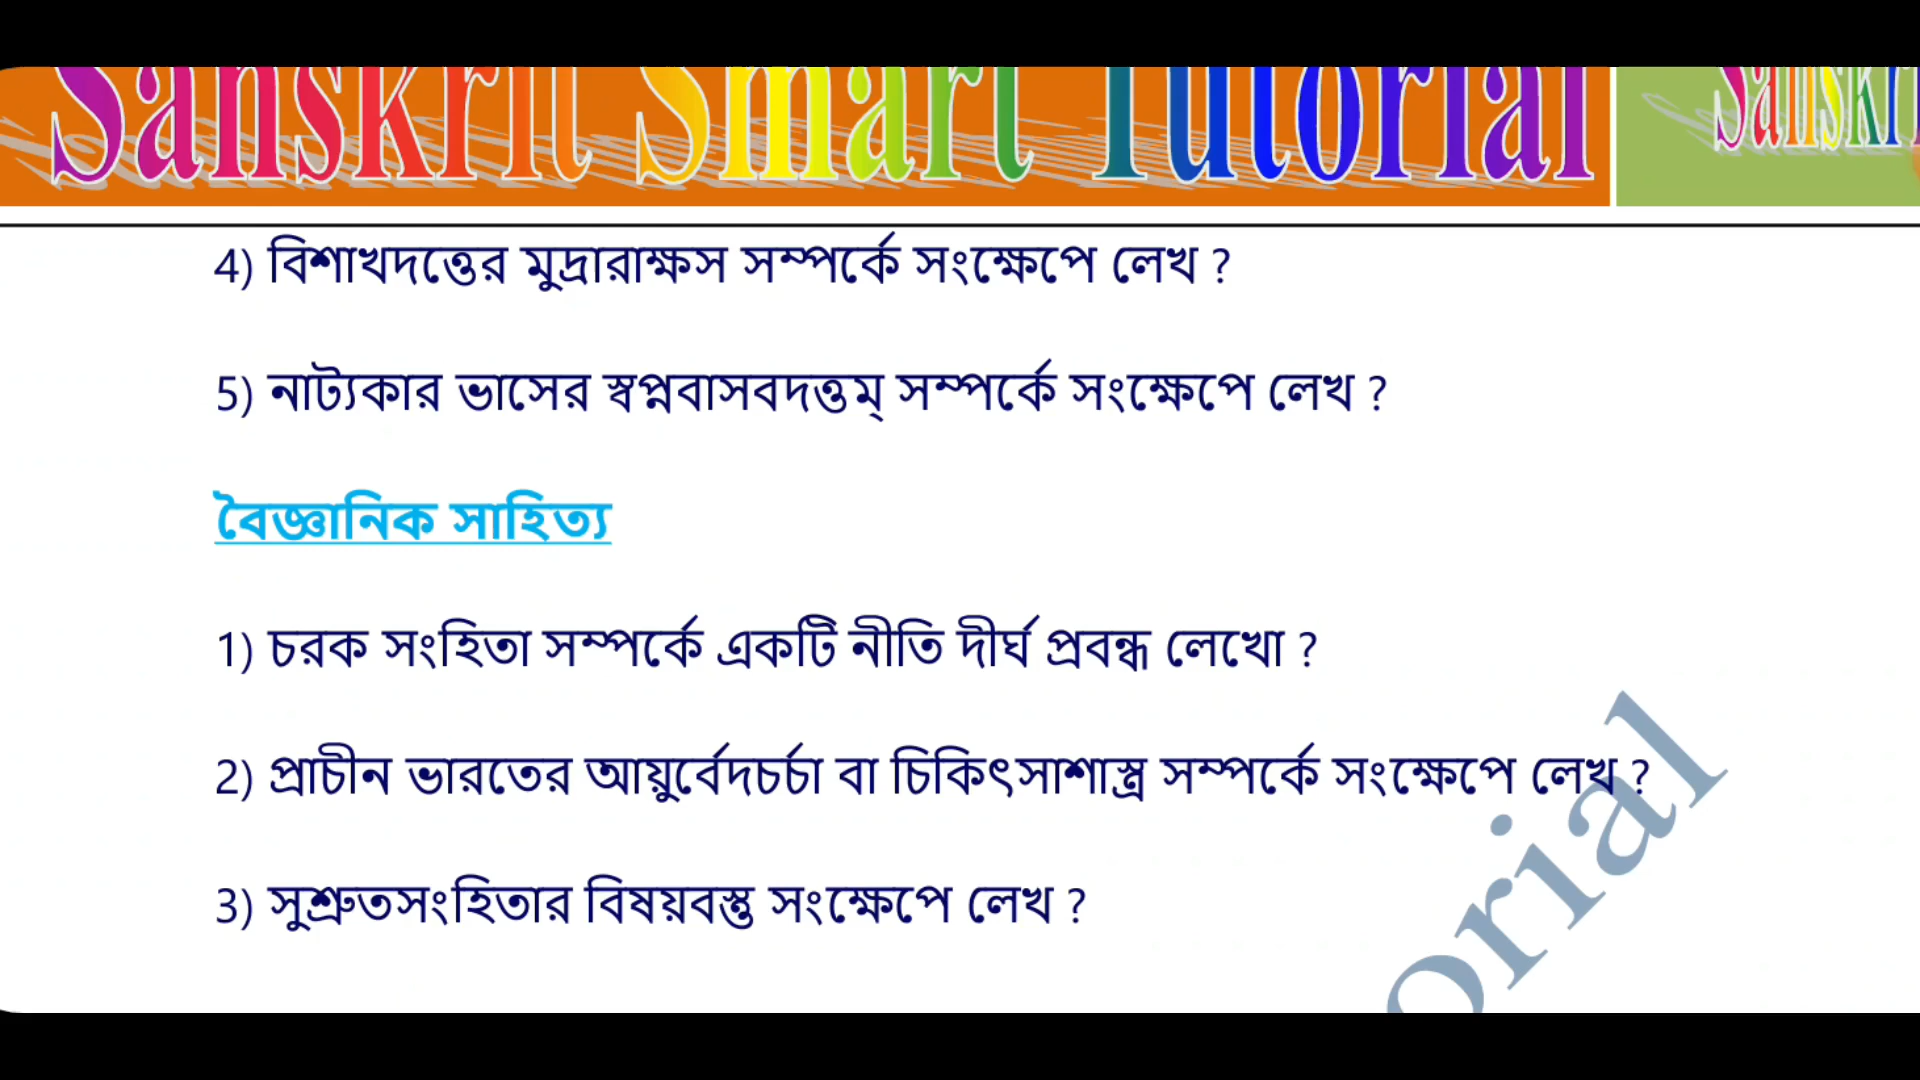 Sanskrit Smart Tutorial
4) বিশাখদত্তের মুদ্রারাক্ষস সম্পর্কে সংক্ষেপে লেখ ?
5) নাট্যকার ভাসের স্বপ্নবাসবদত্তম্ সম্পর্কে সংক্ষেপে লেখ ?
বৈজ্ঞানিক সাহিত্য
1) চরক সংহিতা সম্পর্কে একটি নীতি দীর্ঘ প্রবন্ধ লেখো ?
2) প্রাচীন ভারতের আয়ুর্বেদচর্চা বা চিকিৎসাশাস্ত্র সম্পর্কে সংক্ষেপে লেখ ?
3) সুশ্রুতসংহিতার বিষয়বস্তু সংক্ষেপে লেখ ?